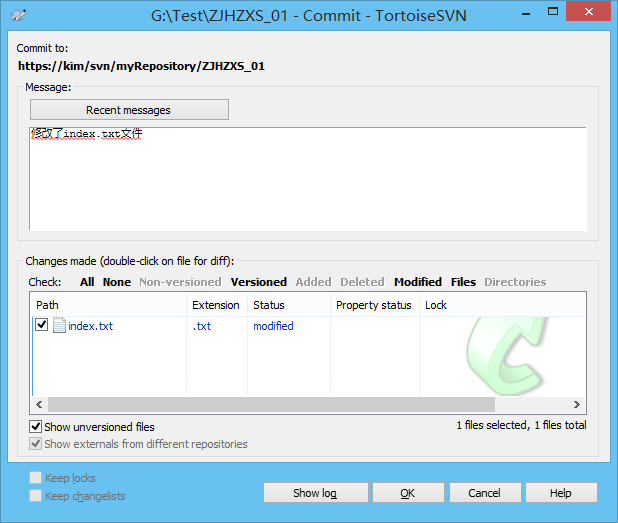 G:\Test\ZJHZXS_01 - Commit - TortoiseSVN
Commit to:
https://kim/svn/myRepository/ZJHZXS_01
Message:
Recent messages
修改了index.txt文件
Changes made (double-click on file for diff):
Check: All None Non-versioned Versioned Added Deleted Modified Files Directories
Path Extension Status Property status Lock
index.txt .txt modified
Show unversioned files 1 files selected, 1 files total
Show externals from different repositories
Keep locks
Keep changelists
Show log OK Cancel Help